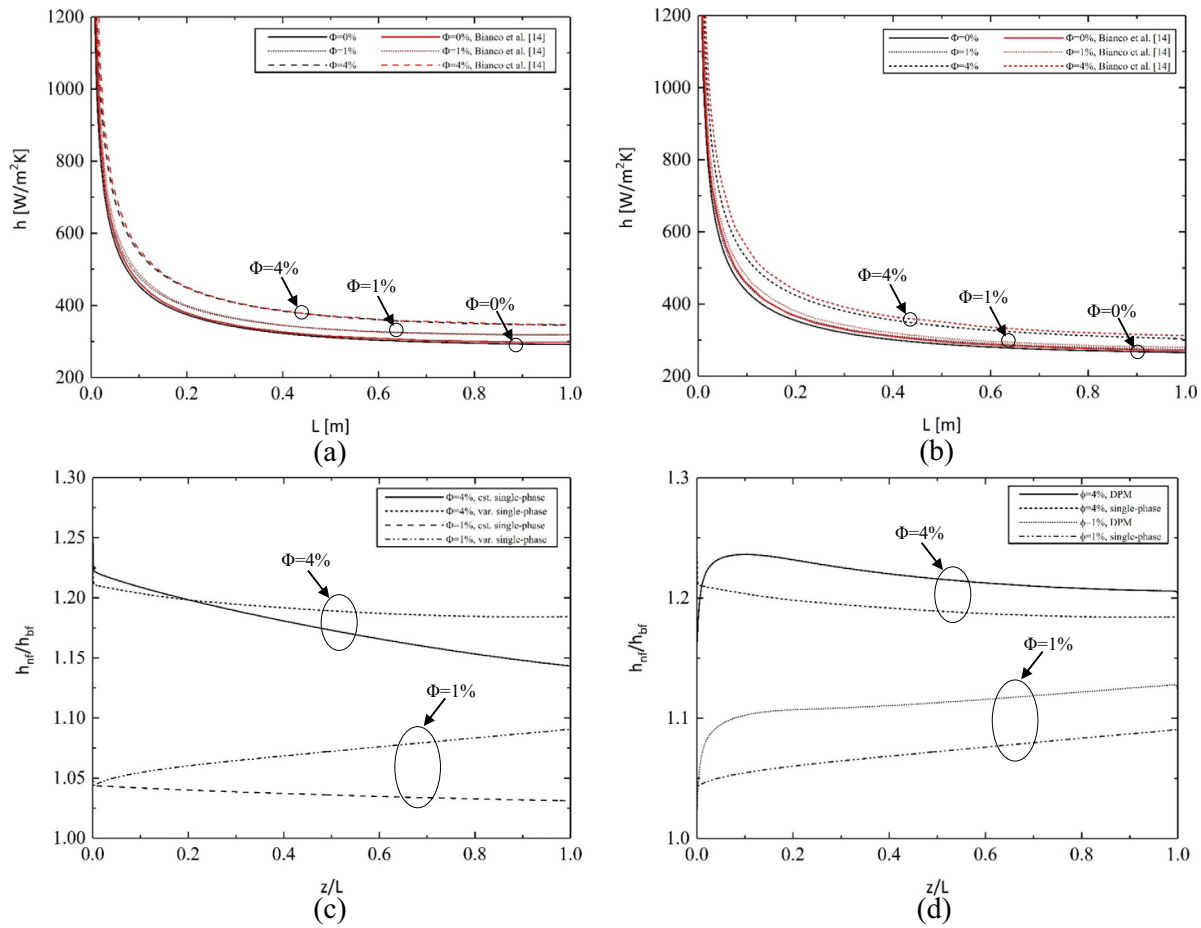 (a)
1200
1000
800
600
400
200
h [W/m²K]
Φ=0%
Φ=1%
Φ=4%
Φ=0%, Bianco et al. [14]
Φ=1%, Bianco et al. [14]
Φ=4%, Bianco et al. [14]
Φ=4%
Φ=1%
Φ=0%
0.0 0.2 0.4 0.6 0.8 1.0
L [m]
(a)
(b)
1200
1000
800
600
400
200
h [W/m²K]
Φ=0%
Φ=1%
Φ=4%
Φ=0%, Bianco et al. [14]
Φ=1%, Bianco et al. [14]
Φ=4%, Bianco et al. [14]
Φ=4%
Φ=1%
Φ=0%
0.0 0.2 0.4 0.6 0.8 1.0
L [m]
(b)
1.30
1.25
1.20
1.15
1.10
1.05
1.00
hnf/hbf
Φ=4%, cst. single-phase
Φ=4%, var. single-phase
Φ=1%, cst. single-phase
Φ=1%, var. single-phase
Φ=4%
Φ=1%
0.0 0.2 0.4 0.6 0.8 1.0
z/L
(c)
1.3
1.2
1.1
1.0
hnf/hbf
ϕ=4%, DPM
ϕ=4%, single-phase
ϕ=1%, DPM
ϕ=1%, single-phase
Φ=4%
Φ=1%
0.0 0.2 0.4 0.6 0.8 1.0
z/L
(d)